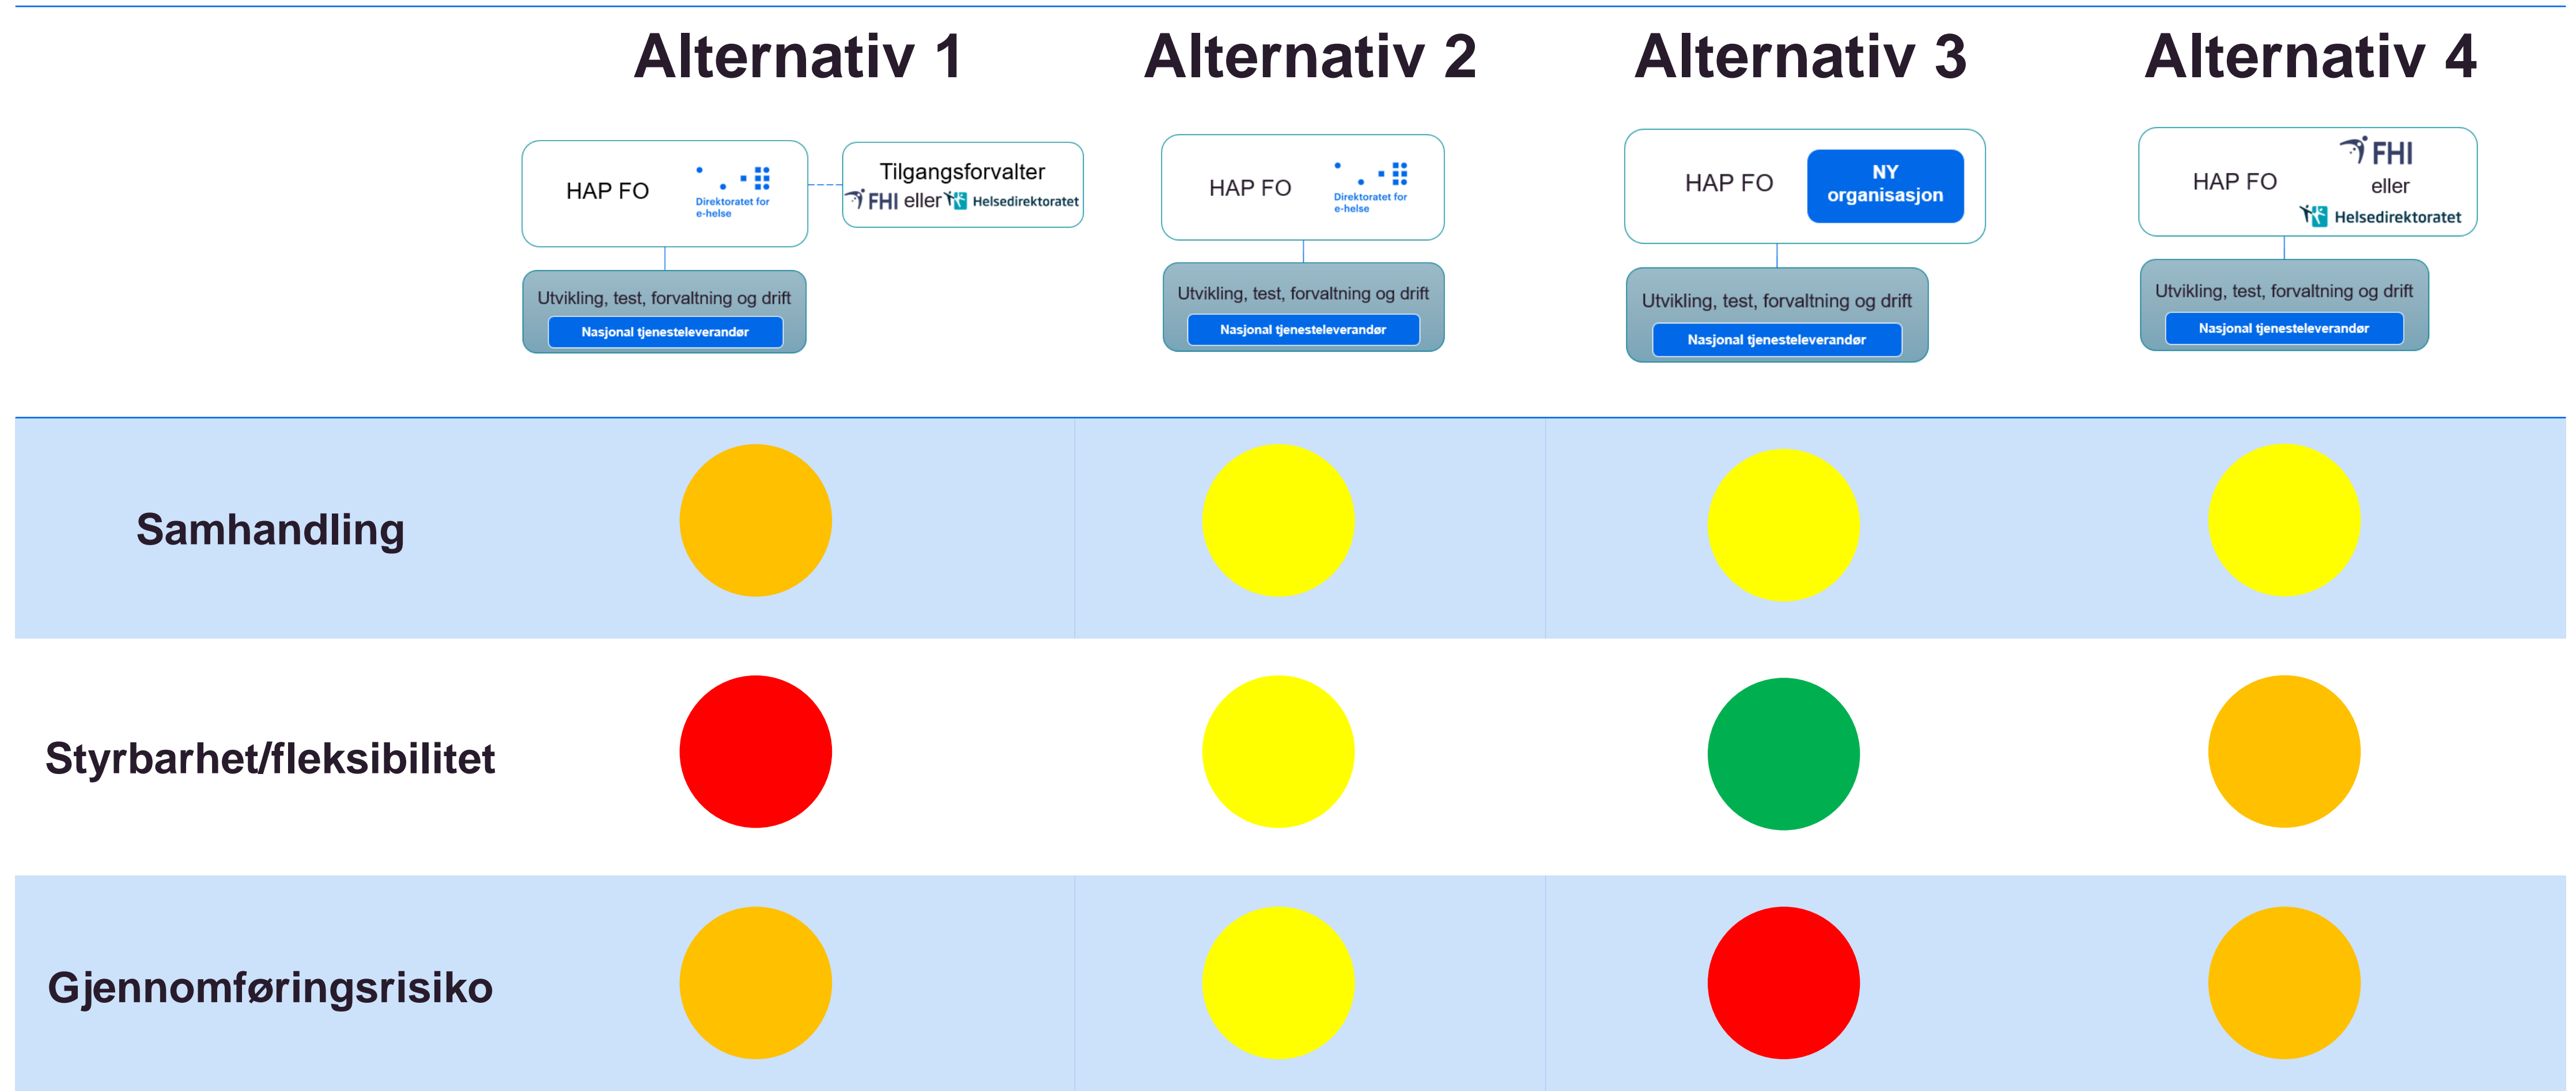 Alternativ 1
Alternativ 2
Alternativ 3
Alternativ 4
HAP FO
Direktoratet for
e-helse
Tilgangsforvalter
FHI eller Helsedirektoratet
Utvikling, test, forvaltning og drift
Nasjonal tjenesteleverandør
HAP FO
Direktoratet for
e-helse
Utvikling, test, forvaltning og drift
Nasjonal tjenesteleverandør
HAP FO
NY
organisasjon
Utvikling, test, forvaltning og drift
Nasjonal tjenesteleverandør
HAP FO
FHI
eller
Helsedirektoratet
Utvikling, test, forvaltning og drift
Nasjonal tjenesteleverandør
Samhandling
Styrbarhet/fleksibilitet
Gjennomføringsrisiko